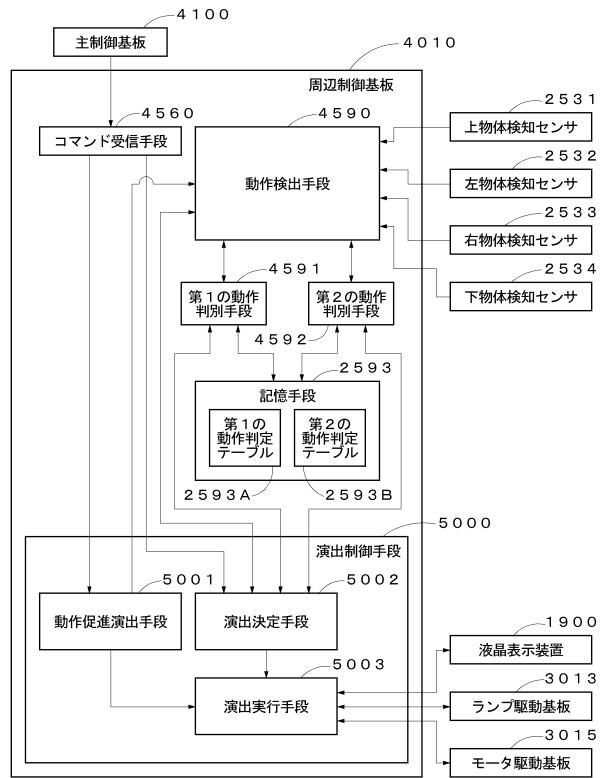 ４１００
主制御基板
４０１０
周辺制御基板
４５６０
コマンド受信手段
４５９０
動作検出手段
２５３１
上物体検知センサ
２５３２
左物体検知センサ
２５３３
右物体検知センサ
２５３４
下物体検知センサ
４５９１
第１の動作
判別手段
第２の動作
判別手段
４５９２
２５９３
記憶手段
第１の
動作判定
テーブル
第２の
動作判定
テーブル
２５９３Ａ
２５９３Ｂ
５０００
演出制御手段
５００１
動作促進演出手段
５００２
演出決定手段
５００３
演出実行手段
１９００
液晶表示装置
３０１３
ランプ駆動基板
３０１５
モータ駆動基板